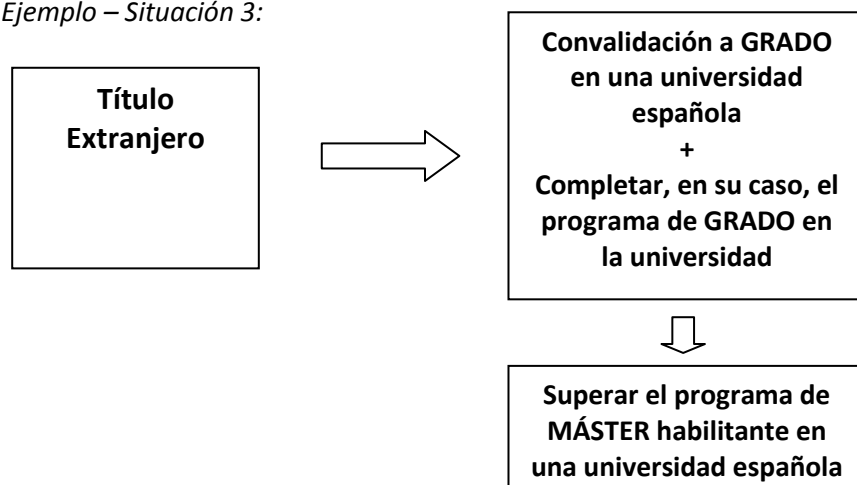 Ejemplo – Situación 3:
Título
Extranjero
Convalidación a GRADO
en una universidad
española
+
Completar, en su caso, el
programa de GRADO en
la universidad
Superar el programa de
MÁSTER habilitante en
una universidad española